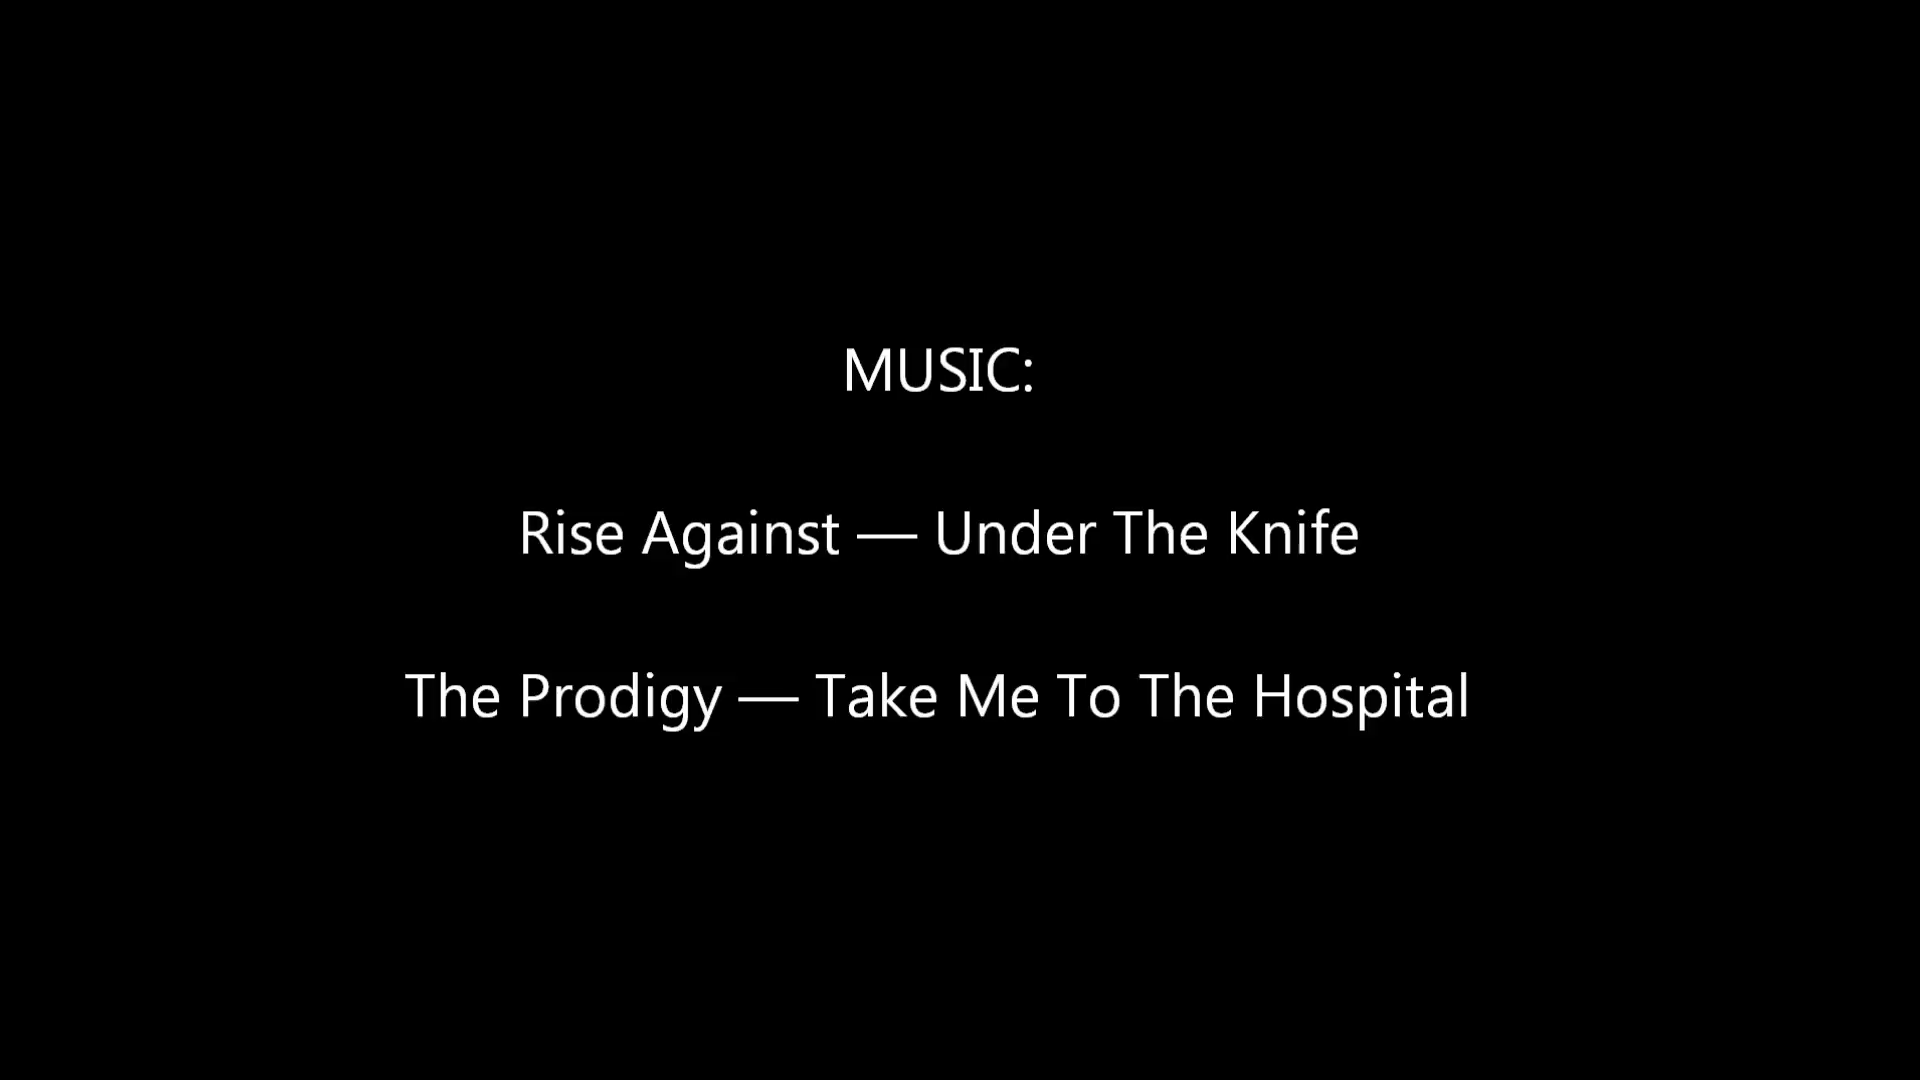 MUSIC:
Rise Against — Under The Knife
The Prodigy — Take Me To The Hospital